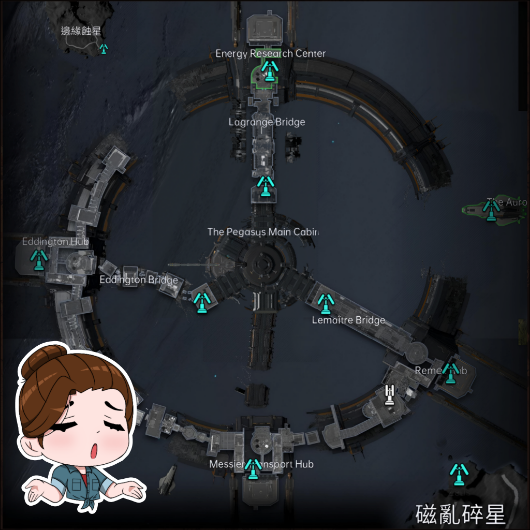 邊緣蝕星
Energy Research Center
Lagrange Bridge
The Pegasus Main Cabin
Eddington Hub
Eddington Bridge
Lemaître Bridge
Messier Transport Hub
磁亂碎星